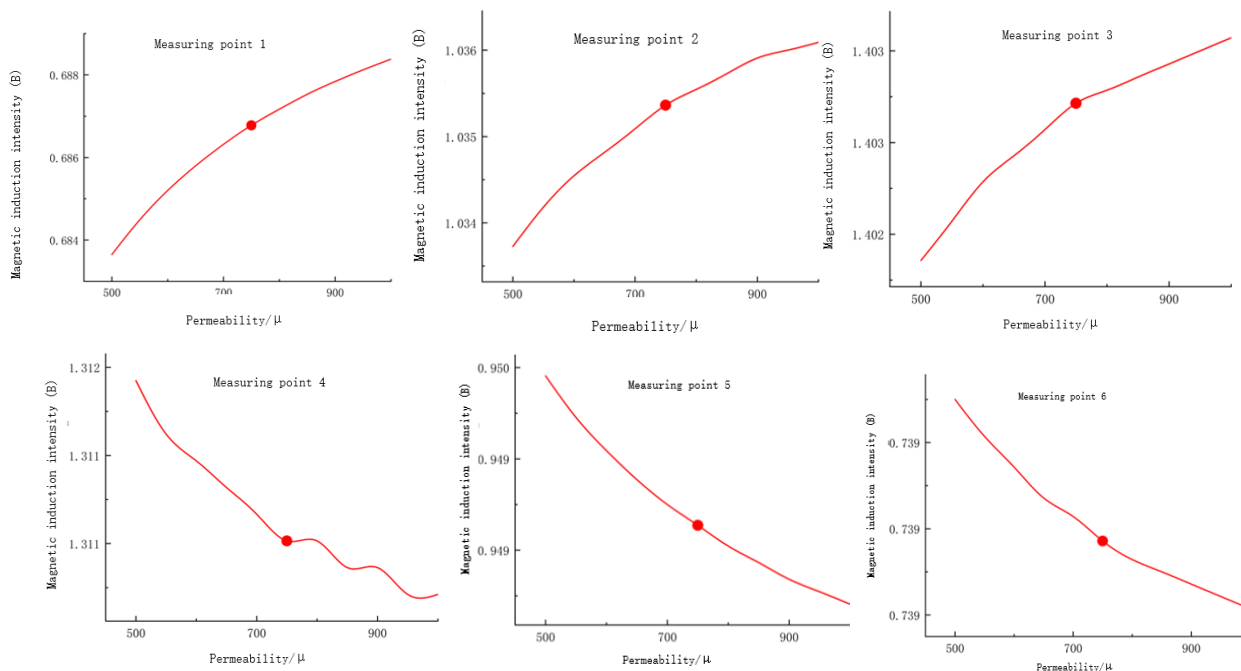 Measuring point 1
Magnetic induction intensity (B)
0.688
0.686
0.684
500
700
900
Permeability/μ
Measuring point 2
Magnetic induction intensity (B)
1.036
1.035
1.034
500
700
900
Permeability/μ
Measuring point 3
Magnetic induction intensity (B)
1.403
1.403
1.402
500
700
900
Permeability/μ
Measuring point 4
Magnetic induction intensity (B)
1.312
1.311
1.311
500
700
900
Permeability/μ
Measuring point 5
Magnetic induction intensity (B)
0.950
0.949
0.949
500
700
900
Permeability/μ
Measuring point 6
Magnetic induction intensity (B)
0.739
0.739
0.739
500
700
900
Permeability/μ